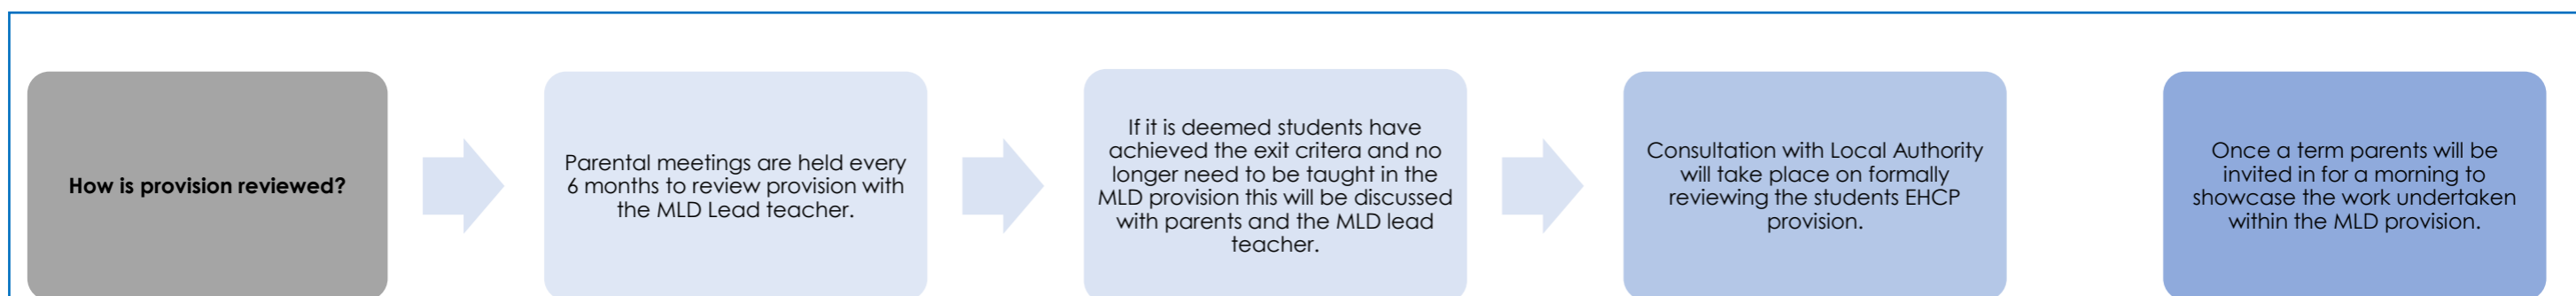 How is provision reviewed?
Parental meetings are held every
6 months to review provision with
the MLD Lead teacher.
If it is deemed students have
achieved the exit critera and no
longer need to be taught in the
MLD provision this will be discussed
with parents and the MLD lead
teacher.
Consultation with Local Authority
will take place on formally
reviewing the students EHCP
provision.
Once a term parents will be
invited in for a morning to
showcase the work undertaken
within the MLD provision.